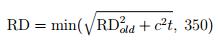 RD = min(√(RD²_old + c²t), 350)